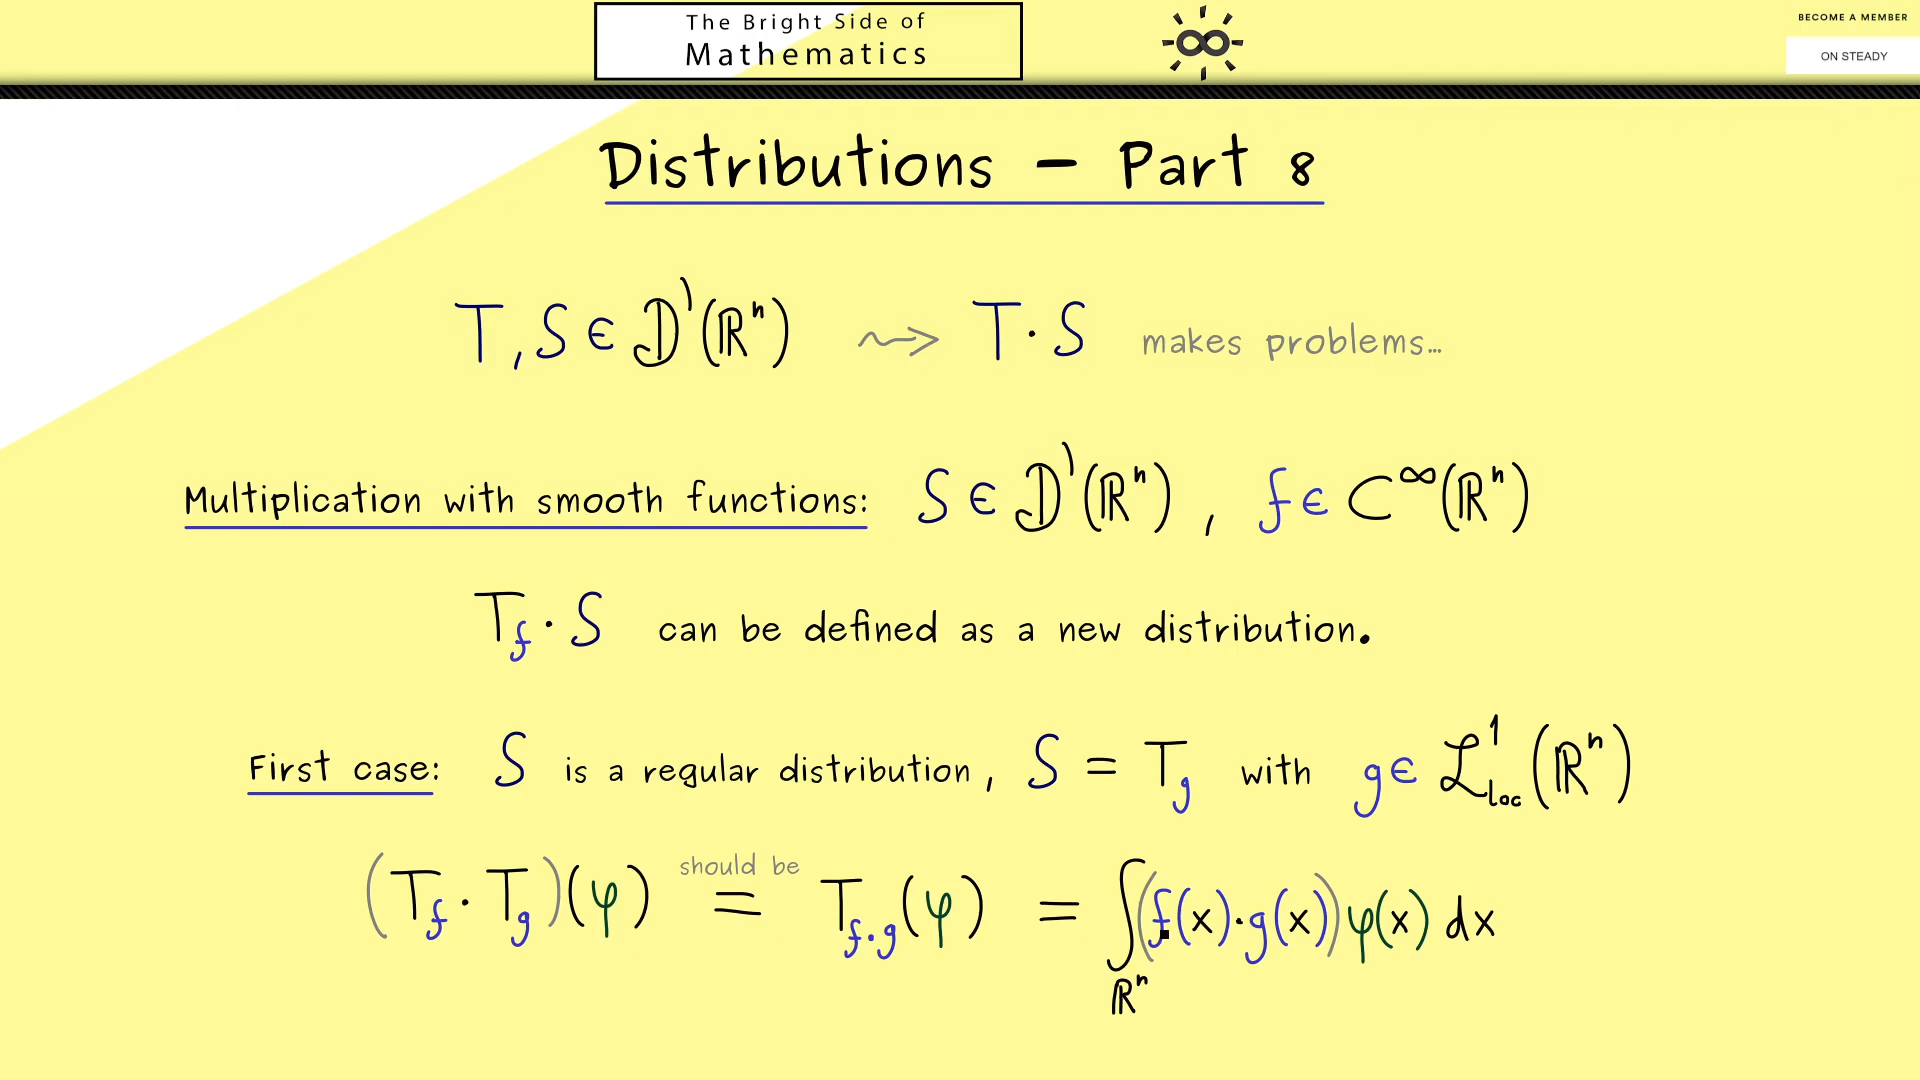 The Bright Side of
Mathematics
BECOME A MEMBER
ON STEADY
Distributions - Part 8
T, S ∈ 𝒟'(ℝⁿ) ⇝ T · S makes problems...
Multiplication with smooth functions: S ∈ 𝒟'(ℝⁿ) , f ∈ C^∞(ℝⁿ)
T_f · S can be defined as a new distribution.
First case: S is a regular distribution, S = T_g with g ∈ ℒ¹_loc(ℝⁿ)
(T_f · T_g)(φ) should be = T_{f·g}(φ) = ∫_{ℝⁿ} (f(x) · g(x)) φ(x) dx